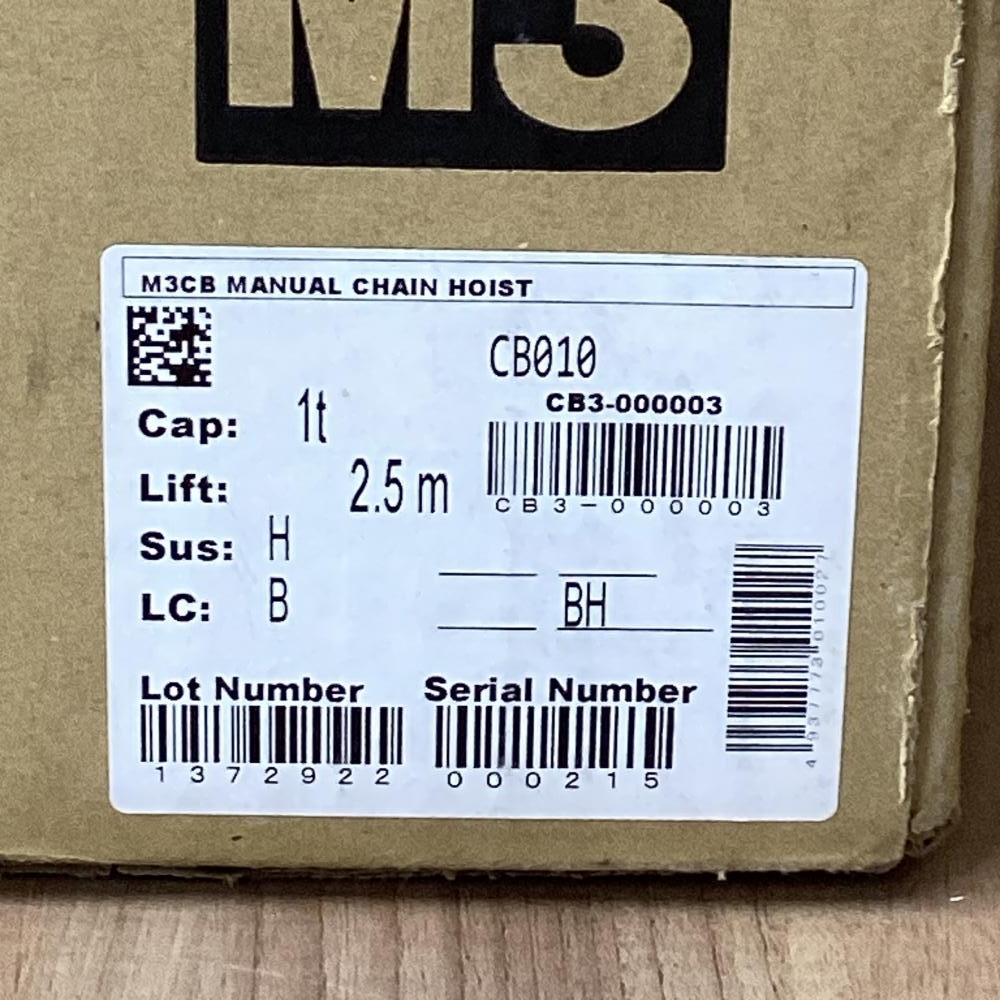 M3
M3CB MANUAL CHAIN HOIST
CB010
CB3-000003
Cap: 1t
CB3-000003
Lift: 2.5 m
Sus: H
LC: B
BH
Lot Number
1372922
Serial Number
000215